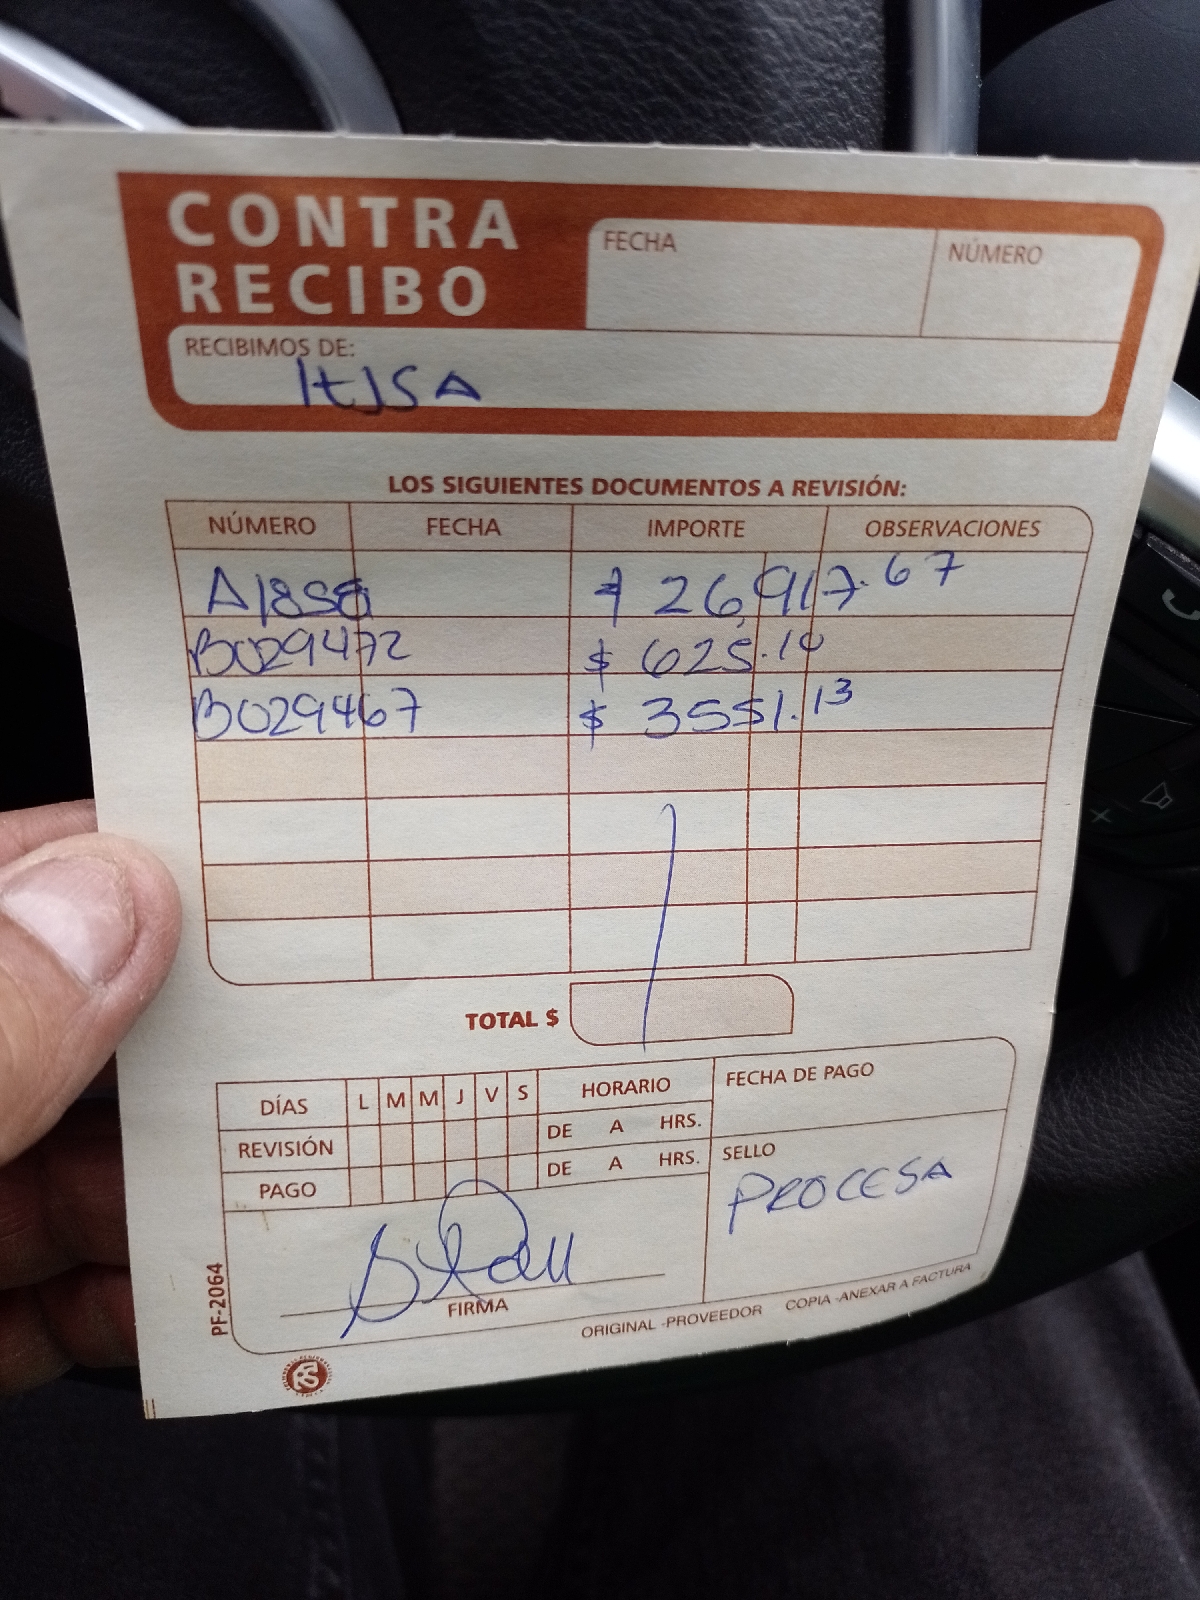 CONTRA
RECIBO
FECHA
NÚMERO
RECIBIMOS DE:
ItJSA
LOS SIGUIENTES DOCUMENTOS A REVISIÓN:
NÚMERO FECHA IMPORTE OBSERVACIONES
$ 26,917.67
B029472 $ 625.10
B029467 $ 3551.13
TOTAL $
DÍAS L M M J V S HORARIO
REVISIÓN DE A HRS.
PAGO DE A HRS.
FECHA DE PAGO
SELLO
PROCESA
FIRMA
PF-2064
ORIGINAL -PROVEEDOR COPIA -ANEXAR A FACTURA